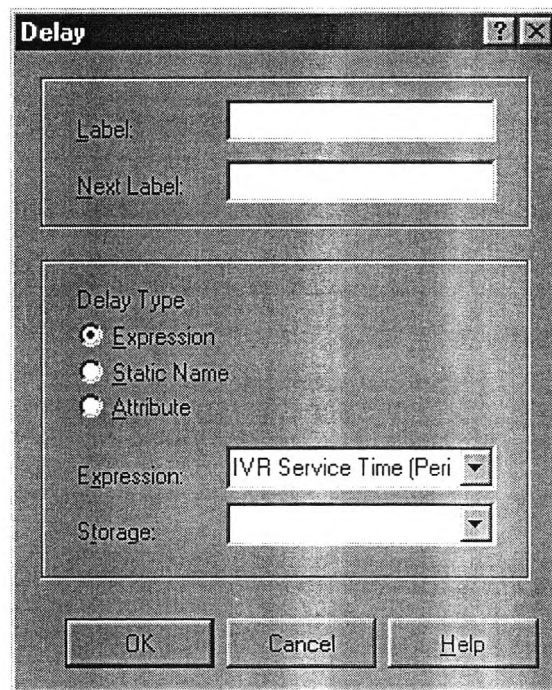 Delay ? X
Label:
Next Label:
Delay Type
Expression
Static Name
Attribute
Expression: IVR Service Time (Peri
Storage:
OK Cancel Help